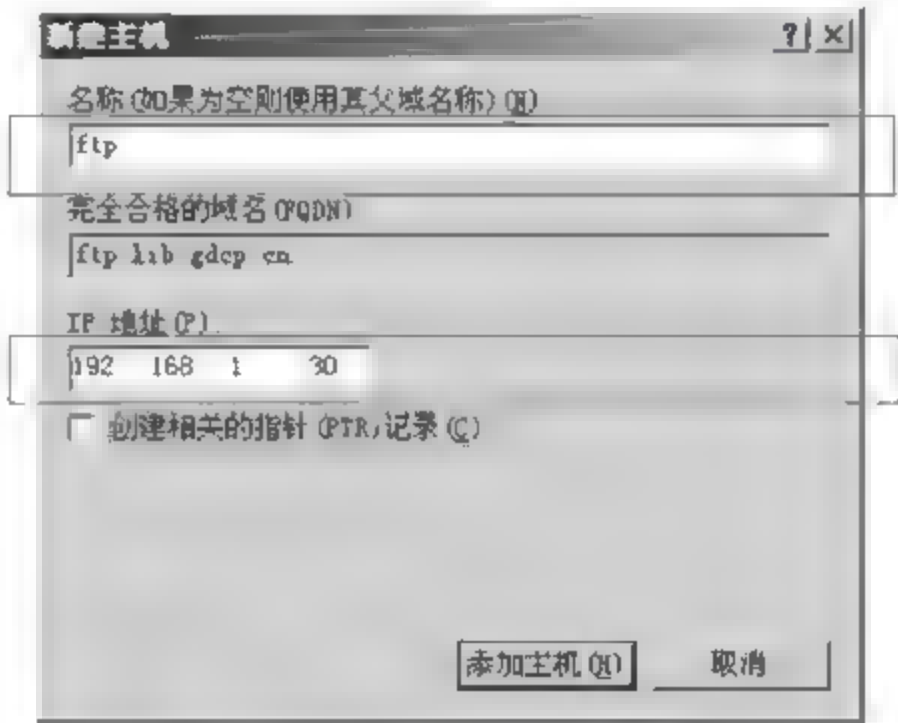 新建主机
名称(如果为空则使用其父域名称)(N)
ftp
完全合格的域名(FQDN)
ftp lib gdcp cn
IP 地址(P)
192 168 1 30
创建相关的指针(PTR)记录(C)
添加主机(H) 取消